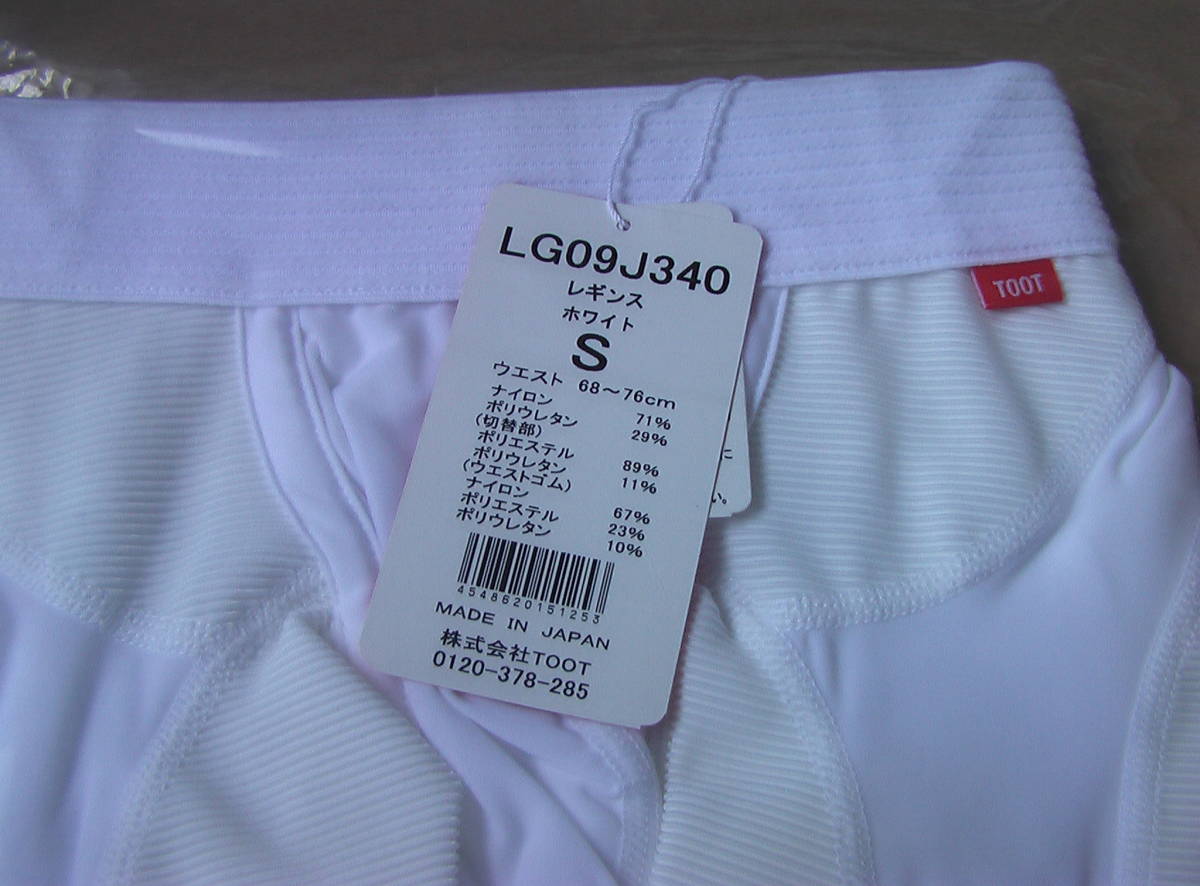 LG09J340
レギンス
ホワイト
S
ウエスト 68～76cm
ナイロン 71%
ポリウレタン 29%
(切替部)
ポリエステル 89%
ポリウレタン 11%
(ウエストゴム)
ナイロン 67%
ポリエステル 23%
ポリウレタン 10%
4548620151253
MADE IN JAPAN
株式会社TOOT
0120-378-285
TOOT
に
い。